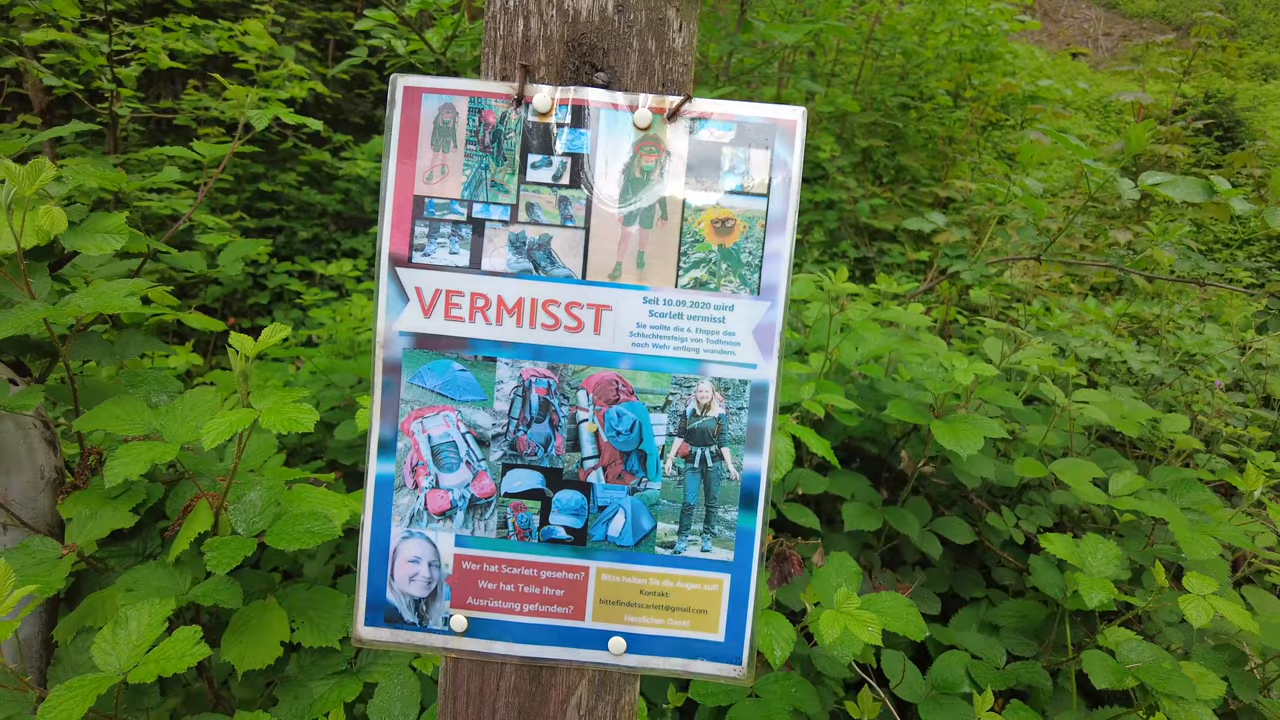 VERMISST
Seit 10.09.2020 wird
Scarlett vermisst
Sie wollte die 6. Etappe des
Schluchtensteigs von Todtmoos
nach Wehr entlang wandern.
Wer hat Scarlett gesehen?
Wer hat Teile ihrer
Ausrüstung gefunden?
Bitte halten Sie die Augen auf!
Kontakt:
bittefindetscarlett@gmail.com
Herzlichen Dank!